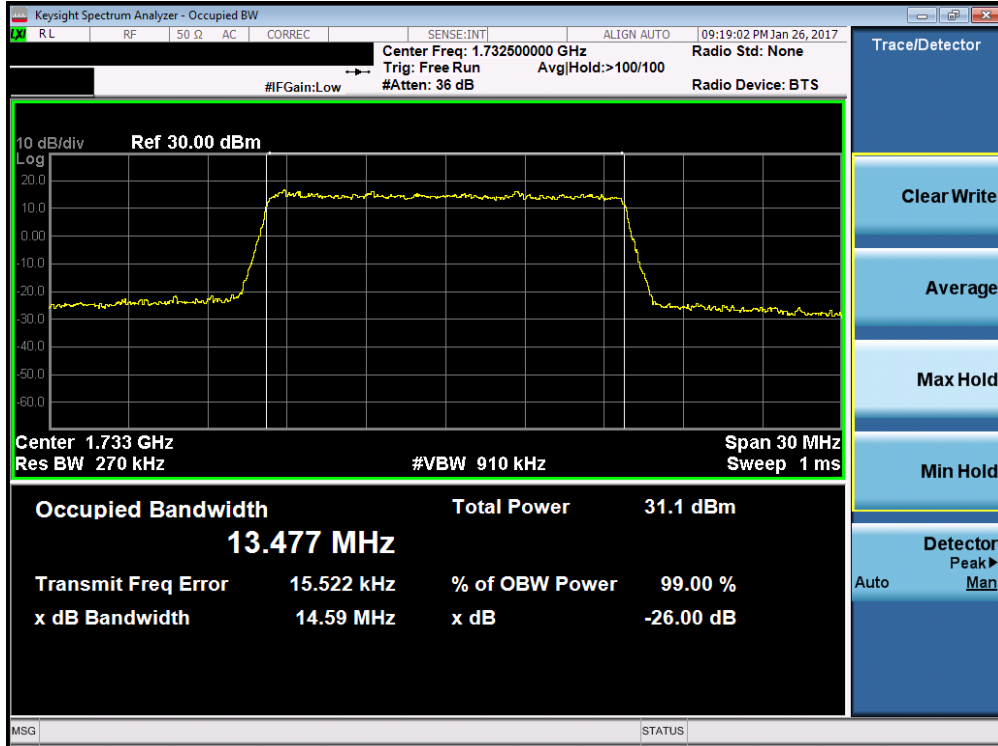 Keysight Spectrum Analyzer - Occupied BW
LXI RL RF 50 Ω AC CORREC SENSE:INT ALIGN AUTO 09:19:02 PM Jan 26, 2017
Center Freq: 1.732500000 GHz Radio Std: None
Trig: Free Run Avg|Hold:>100/100
#IFGain:Low #Atten: 36 dB Radio Device: BTS
10 dB/div Ref 30.00 dBm
Log
20.0
10.0
0.00
-10.0
-20.0
-30.0
-40.0
-50.0
-60.0
Center 1.733 GHz Span 30 MHz
Res BW 270 kHz #VBW 910 kHz Sweep 1 ms
Occupied Bandwidth Total Power 31.1 dBm
13.477 MHz
Transmit Freq Error 15.522 kHz % of OBW Power 99.00 %
x dB Bandwidth 14.59 MHz x dB -26.00 dB
MSG STATUS
Trace/Detector
Clear Write
Average
Max Hold
Min Hold
Detector
Peak▶
Auto Man